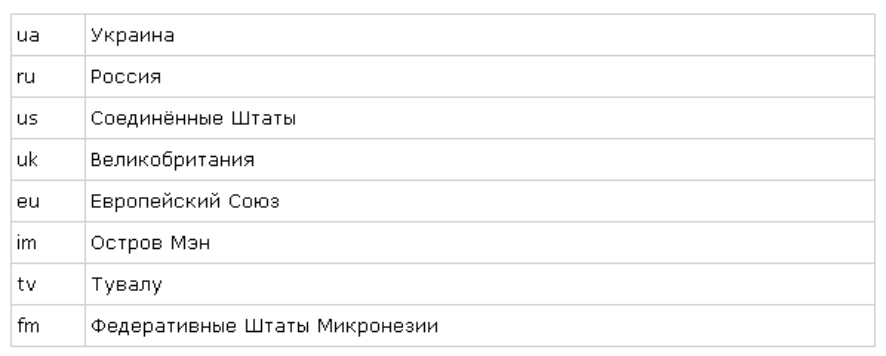 ua Украина
ru Россия
us Соединённые Штаты
uk Великобритания
eu Европейский Союз
im Остров Мэн
tv Тувалу
fm Федеративные Штаты Микронезии